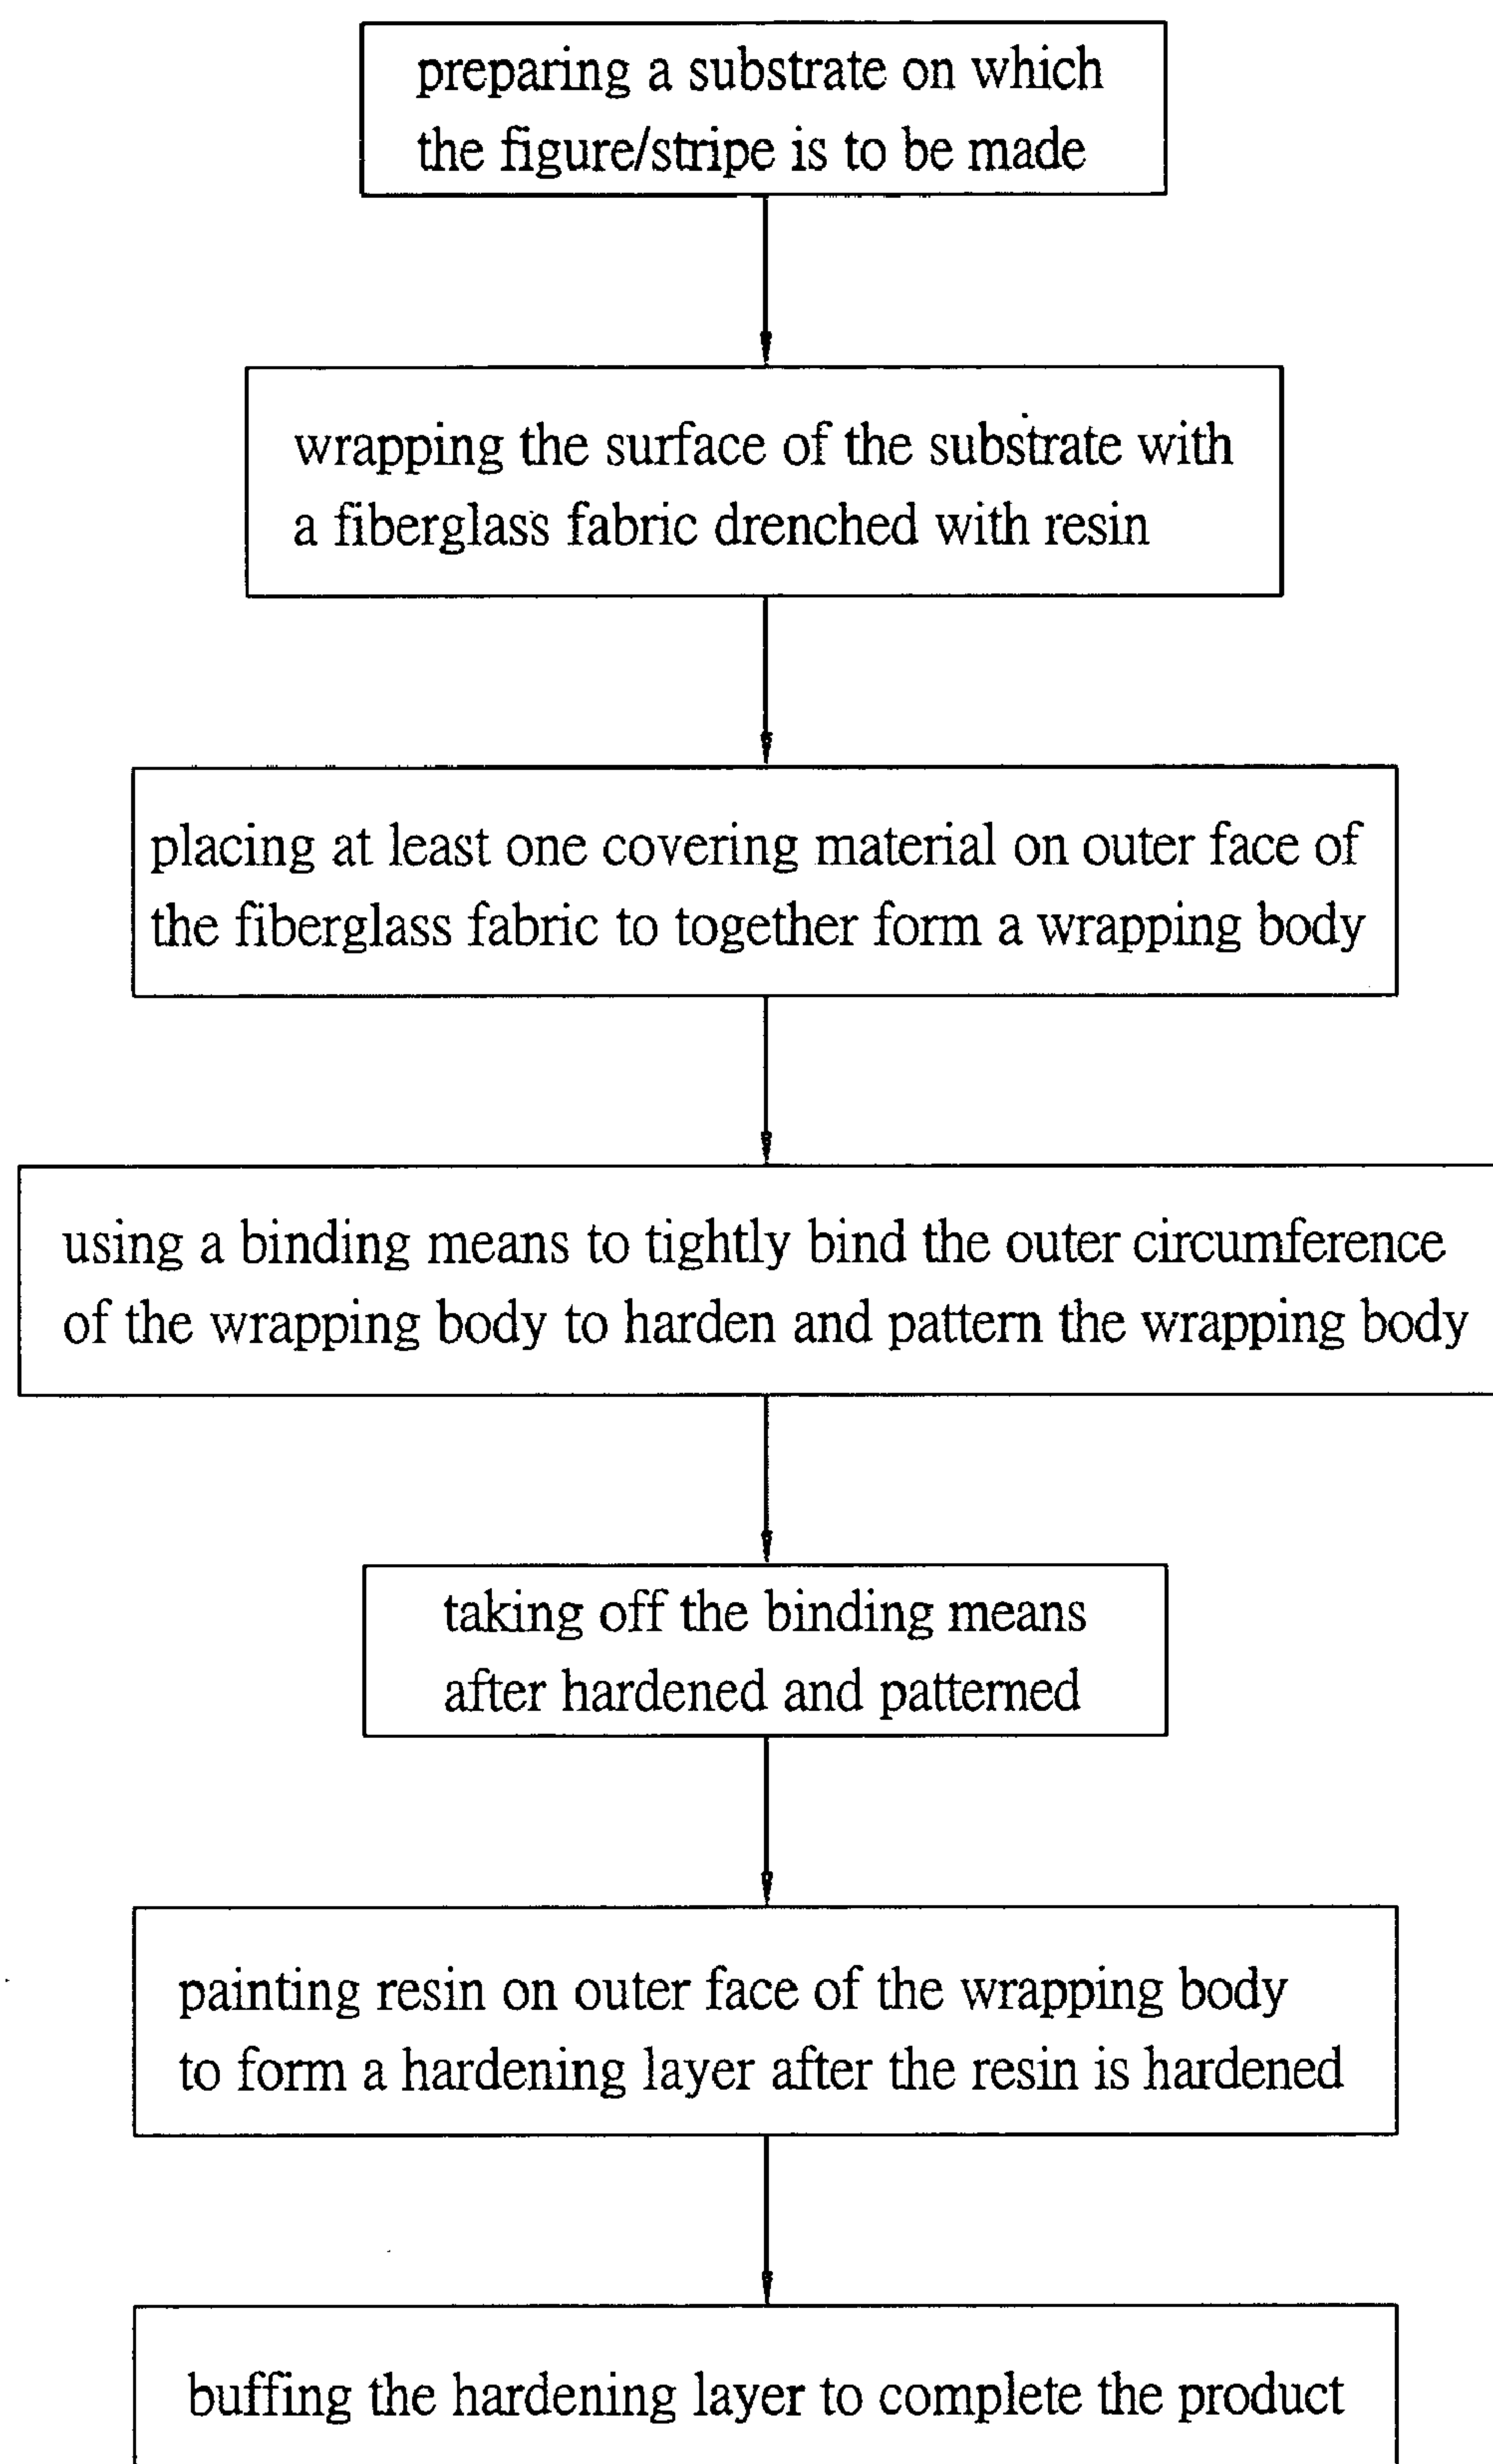 preparing a substrate on which
the figure/stripe is to be made
wrapping the surface of the substrate with
a fiberglass fabric drenched with resin
placing at least one covering material on outer face of
the fiberglass fabric to together form a wrapping body
using a binding means to tightly bind the outer circumference
of the wrapping body to harden and pattern the wrapping body
taking off the binding means
after hardened and patterned
painting resin on outer face of the wrapping body
to form a hardening layer after the resin is hardened
buffing the hardening layer to complete the product